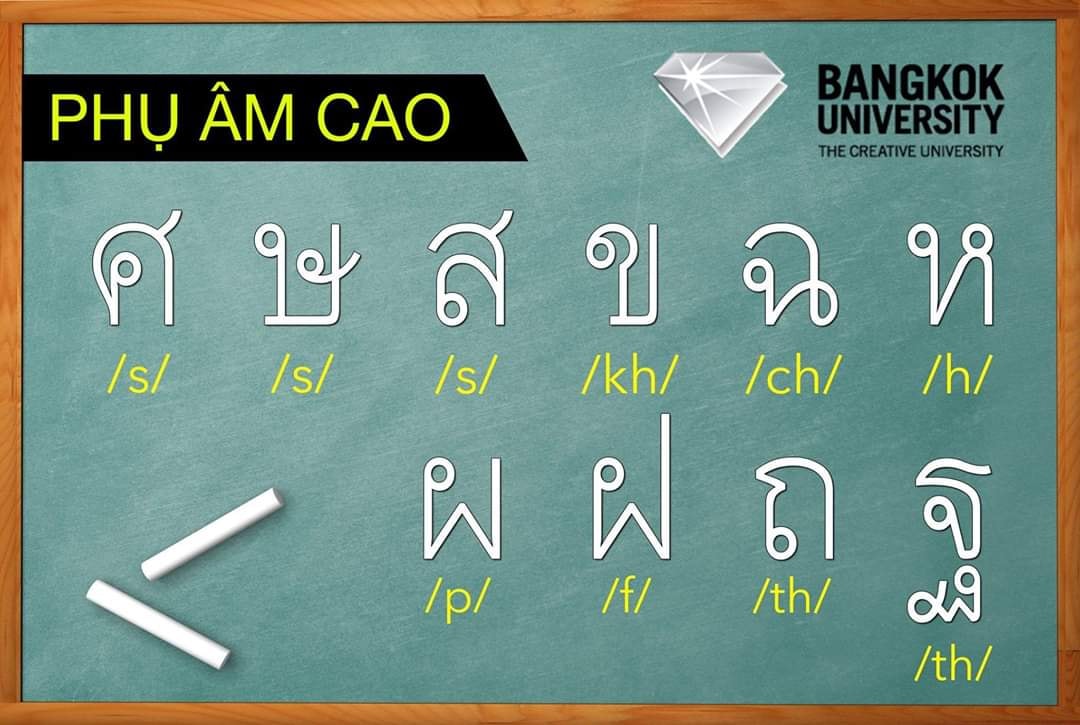 PHỤ ÂM CAO
BANGKOK
UNIVERSITY
THE CREATIVE UNIVERSITY
ศ ษ ส ข ฉ ห
/s/ /s/ /s/ /kh/ /ch/ /h/
ผ ฝ ถ ฐ
/p/ /f/ /th/ /th/